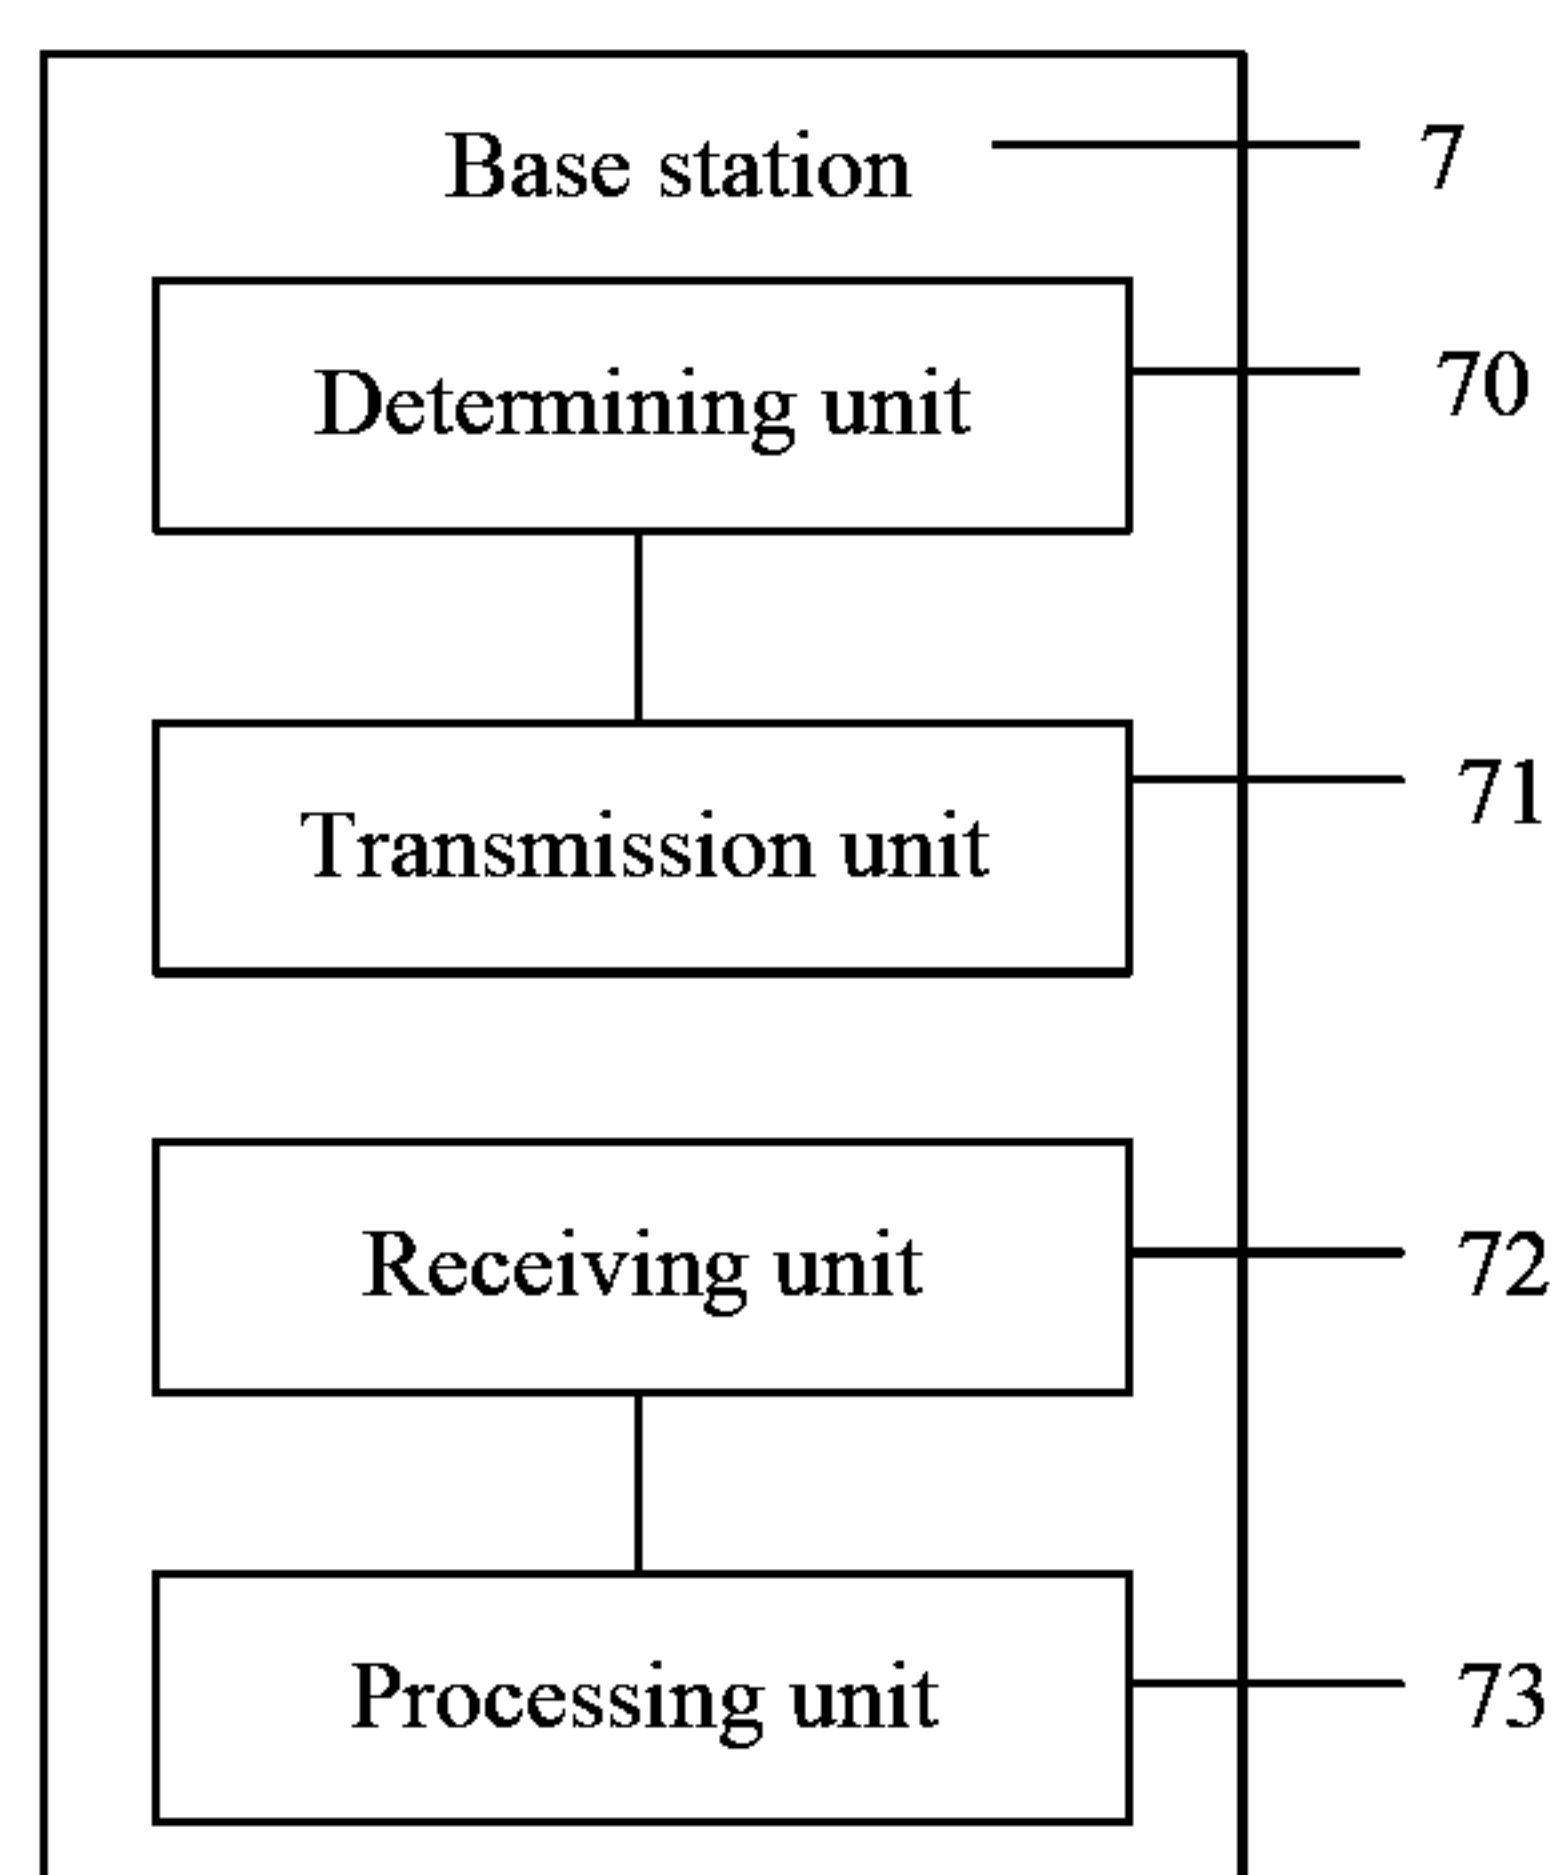 Base station 7
Determining unit 70
Transmission unit 71
Receiving unit 72
Processing unit 73